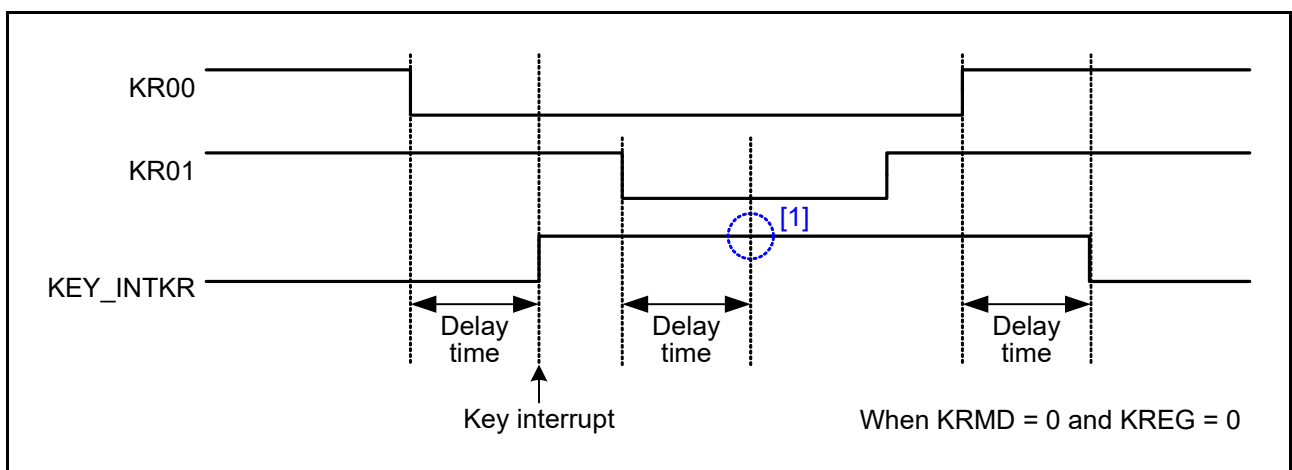 KR00
KR01
[1]
KEY_INTKR
Delay
time
Delay
time
Delay
time
Key interrupt
When KRMD = 0 and KREG = 0